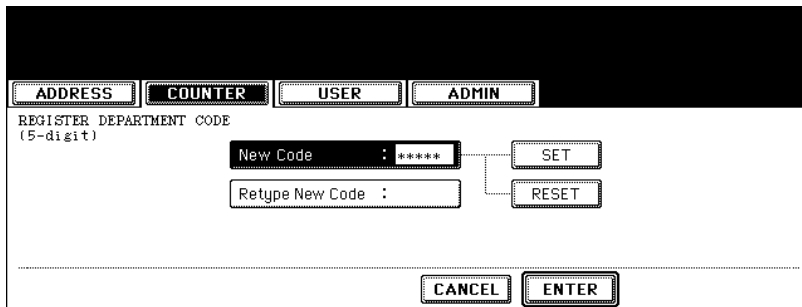 ADDRESS COUNTER USER ADMIN
REGISTER DEPARTMENT CODE
(5-digit)
New Code : ***** SET
Retype New Code : RESET
CANCEL ENTER